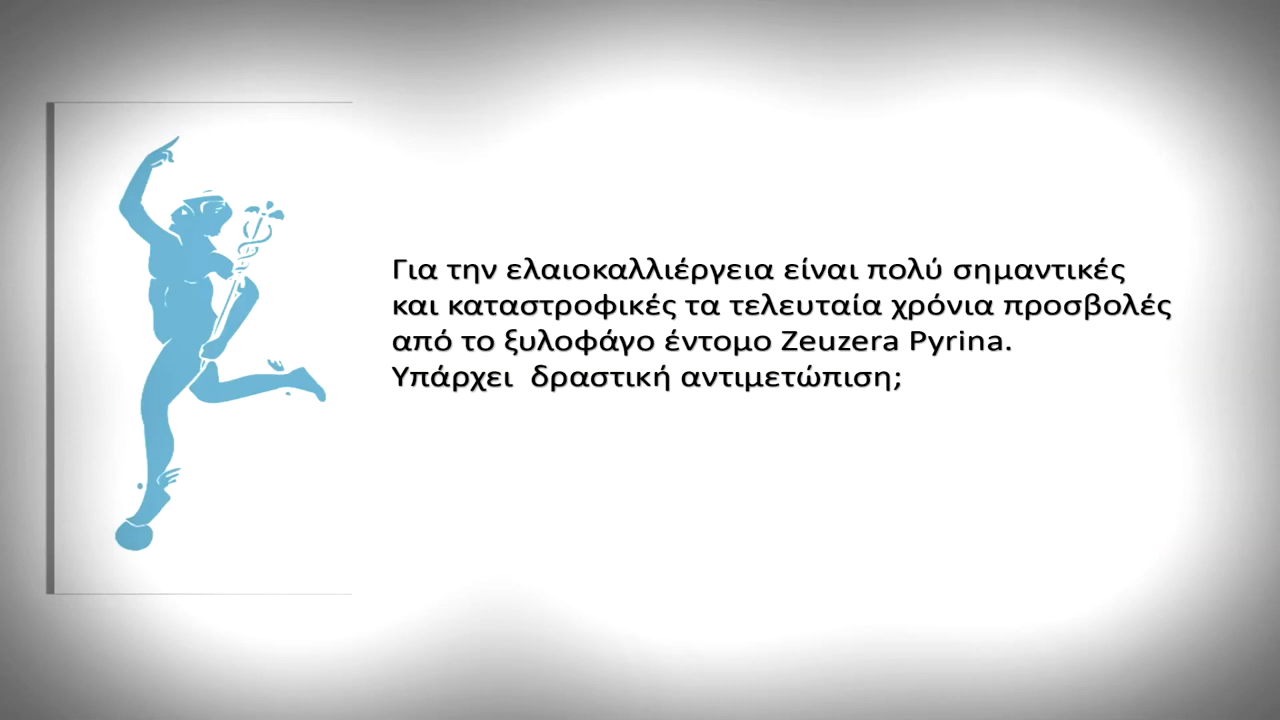 Για την ελαιοκαλλιέργεια είναι πολύ σημαντικές
και καταστροφικές τα τελευταία χρόνια προσβολές
από το ξυλοφάγο έντομο Zeuzera Pyrina.
Υπάρχει  δραστική αντιμετώπιση;